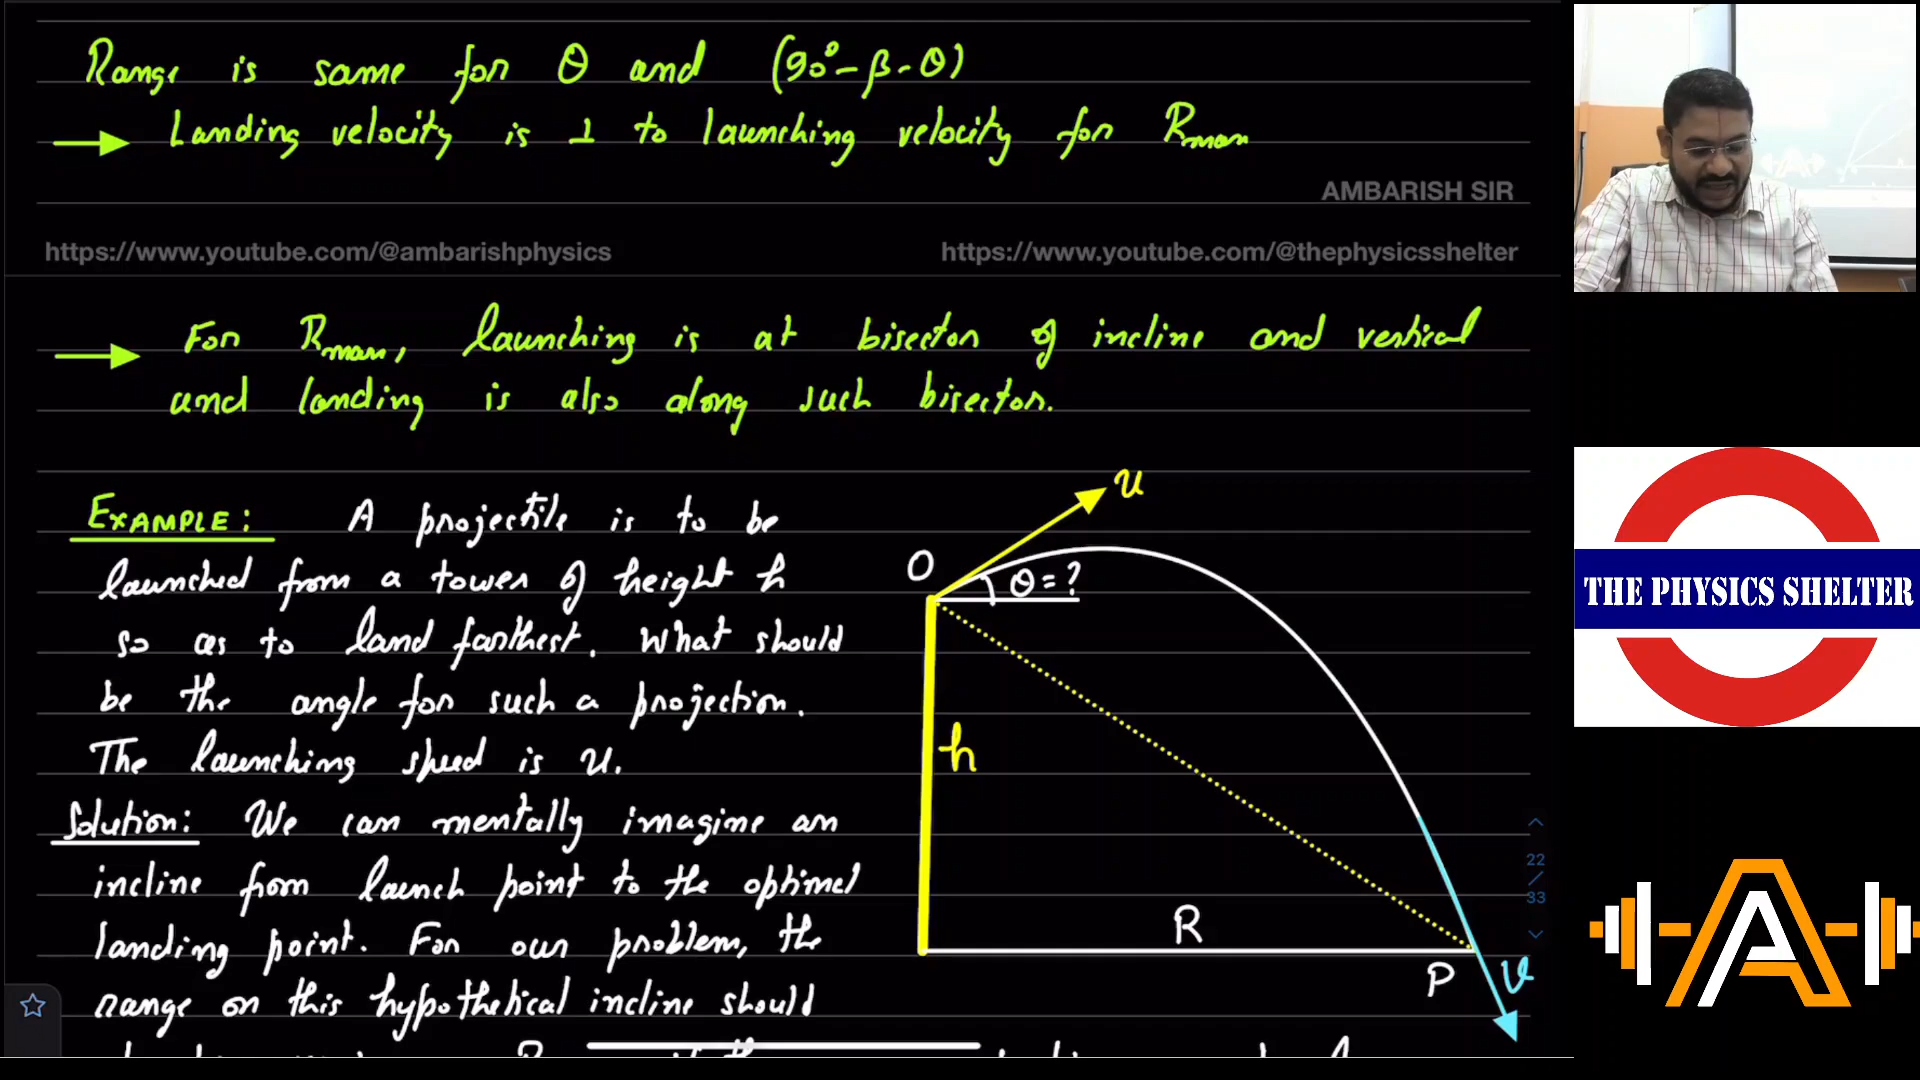 Range is same for θ and (90°-β-θ)
Landing velocity is ⊥ to launching velocity for Rmax
AMBARISH SIR
https://www.youtube.com/@ambarishphysics
https://www.youtube.com/@thephysicsshelter
For Rmax, launching is at bisector of incline and vertical
and landing is also along such bisector.
EXAMPLE: A projectile is to be
launched from a tower of height h
so as to land farthest. What should
be the angle for such a projection.
The launching speed is u.
Solution: We can mentally imagine an
incline from launch point to the optimal
landing point. For our problem, the
range on this hypothetical incline should
u
O
θ=?
h
R
P
v
22
/
33
THE PHYSICS SHELTER
A